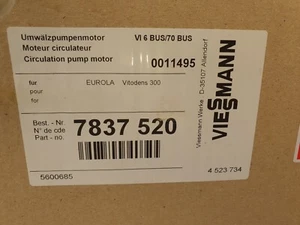 Umwälzpumpenmotor VI 6 BUS/70 BUS
Moteur circulateur
Circulation pump motor 0011495
fur EUROLA Vitodens 300
pour
for
Best. - Nr.
N° de cde 7837 520
Part - no.
5600685
Viessmann Werke D-35107 Allendorf
VIESSMANN
4 523 734